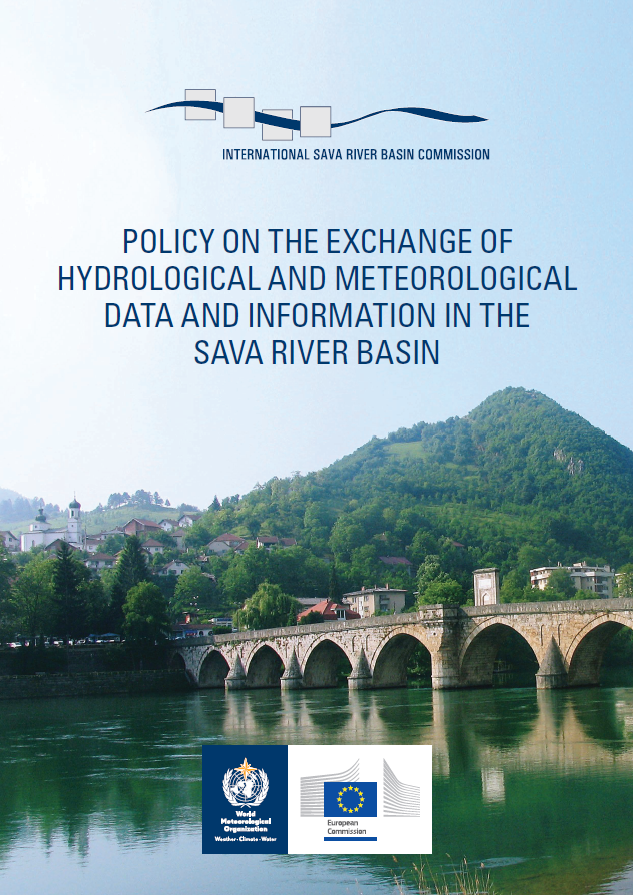 INTERNATIONAL SAVA RIVER BASIN COMMISSION
POLICY ON THE EXCHANGE OF
HYDROLOGICAL AND METEOROLOGICAL
DATA AND INFORMATION IN THE
SAVA RIVER BASIN
World
Meteorological
Organization
Weather · Climate · Water
European
Commission